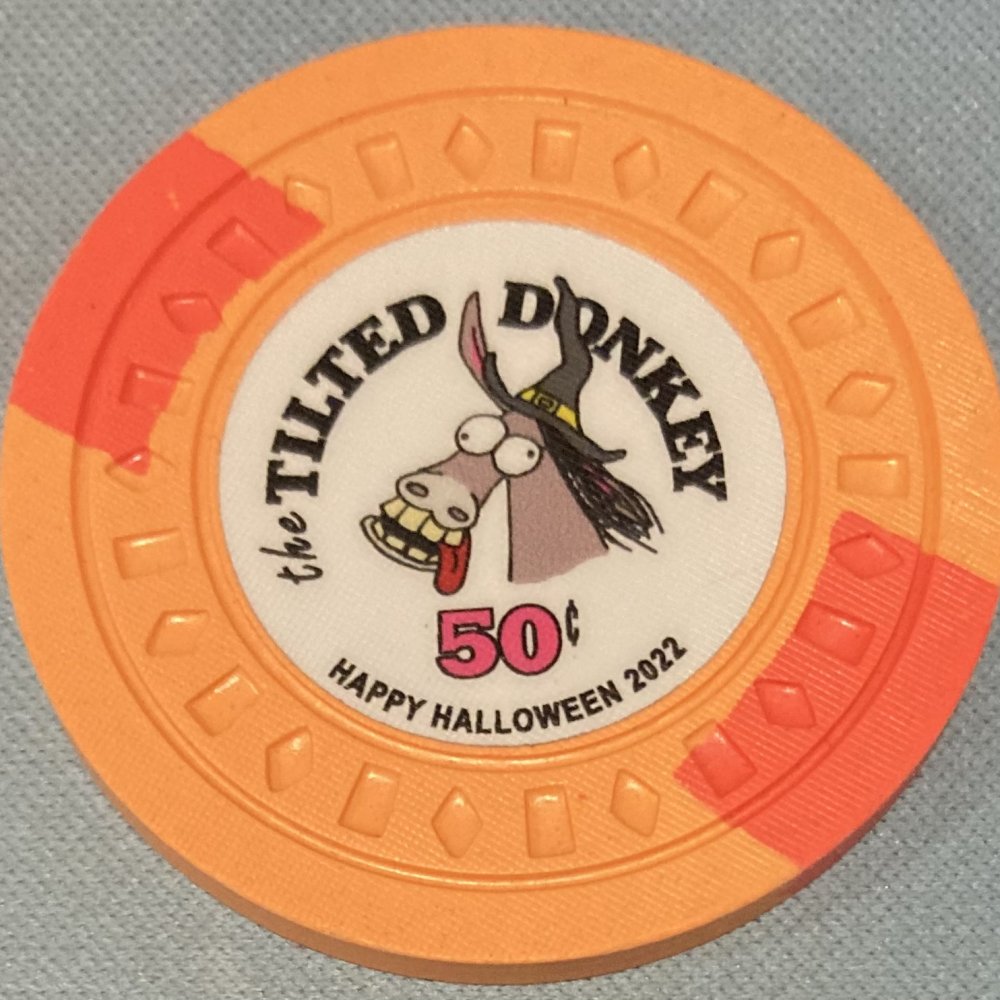 the TILTED DONKEY
50¢
HAPPY HALLOWEEN 2022